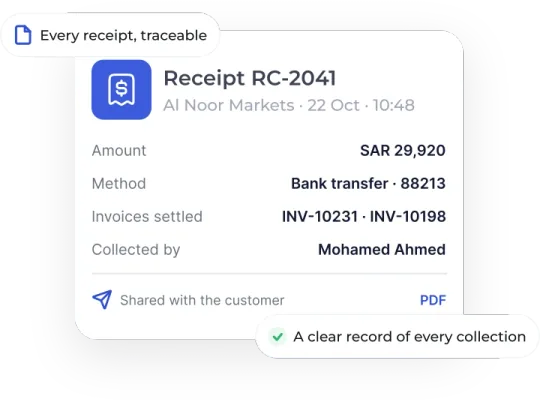 Every receipt, traceable
Receipt RC-2041
Al Noor Markets · 22 Oct · 10:48
Amount SAR 29,920
Method Bank transfer · 88213
Invoices settled INV-10231 · INV-10198
Collected by Mohamed Ahmed
Shared with the customer PDF
A clear record of every collection